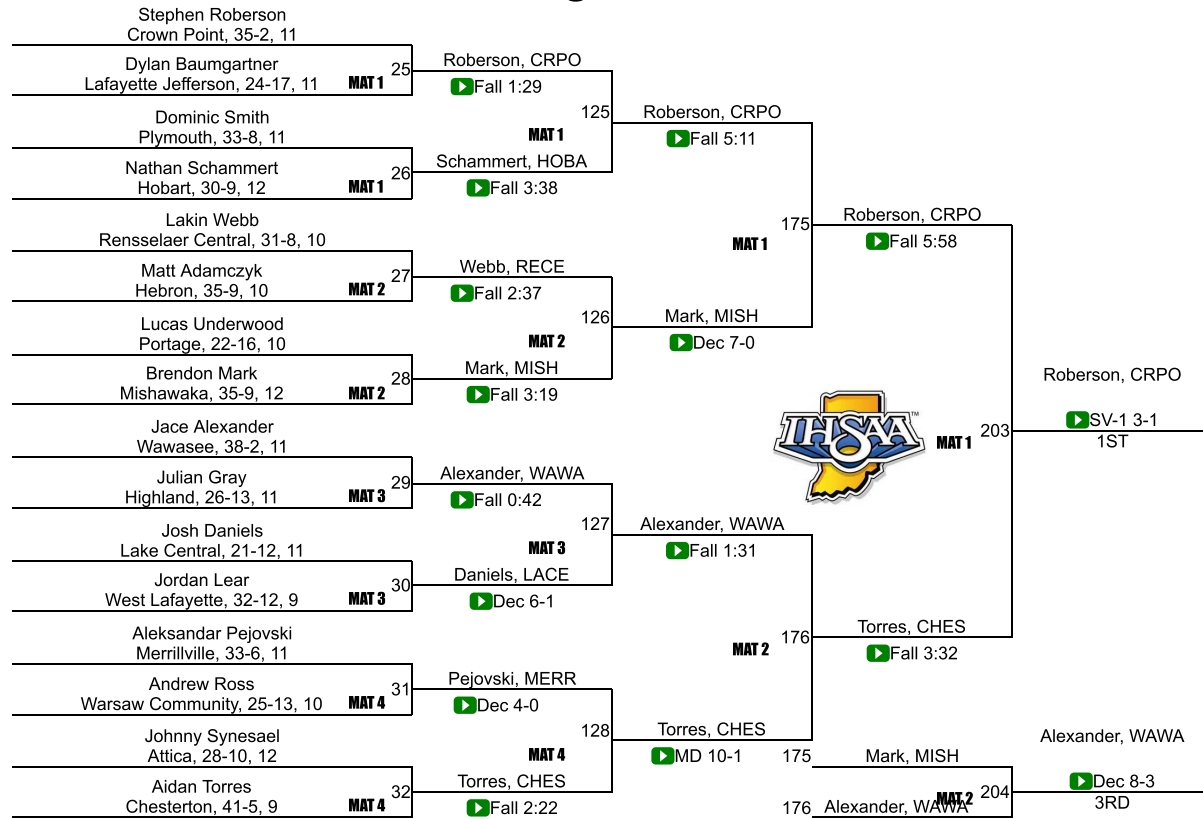 Stephen Roberson
Crown Point, 35-2, 11
Dylan Baumgartner
Lafayette Jefferson, 24-17, 11
MAT 1
25
Dominic Smith
Plymouth, 33-8, 11
Nathan Schammert
Hobart, 30-9, 12
MAT 1
26
Lakin Webb
Rensselaer Central, 31-8, 10
Matt Adamczyk
Hebron, 35-9, 10
MAT 2
27
Lucas Underwood
Portage, 22-16, 10
Brendon Mark
Mishawaka, 35-9, 12
MAT 2
28
Jace Alexander
Wawasee, 38-2, 11
Julian Gray
Highland, 26-13, 11
MAT 3
29
Josh Daniels
Lake Central, 21-12, 11
Jordan Lear
West Lafayette, 32-12, 9
MAT 3
30
Aleksandar Pejovski
Merrillville, 33-6, 11
Andrew Ross
Warsaw Community, 25-13, 10
MAT 4
31
Johnny Synesael
Attica, 28-10, 12
Aidan Torres
Chesterton, 41-5, 9
MAT 4
32
Roberson, CRPO
Fall 1:29
125
MAT 1
Schammert, HOBA
Fall 3:38
Webb, RECE
Fall 2:37
126
MAT 2
Mark, MISH
Fall 3:19
Alexander, WAWA
Fall 0:42
127
MAT 3
Daniels, LACE
Dec 6-1
Pejovski, MERR
Dec 4-0
128
MAT 4
Torres, CHES
Fall 2:22
Roberson, CRPO
Fall 5:11
175
MAT 1
Mark, MISH
Dec 7-0
Alexander, WAWA
Fall 1:31
176
MAT 2
Torres, CHES
MD 10-1
Roberson, CRPO
Fall 5:58
IHSAA
TM
MAT 1
203
Torres, CHES
Fall 3:32
Roberson, CRPO
SV-1 3-1
1ST
175
Mark, MISH
MAT 2
204
176
Alexander, WAWA
Alexander, WAWA
Dec 8-3
3RD